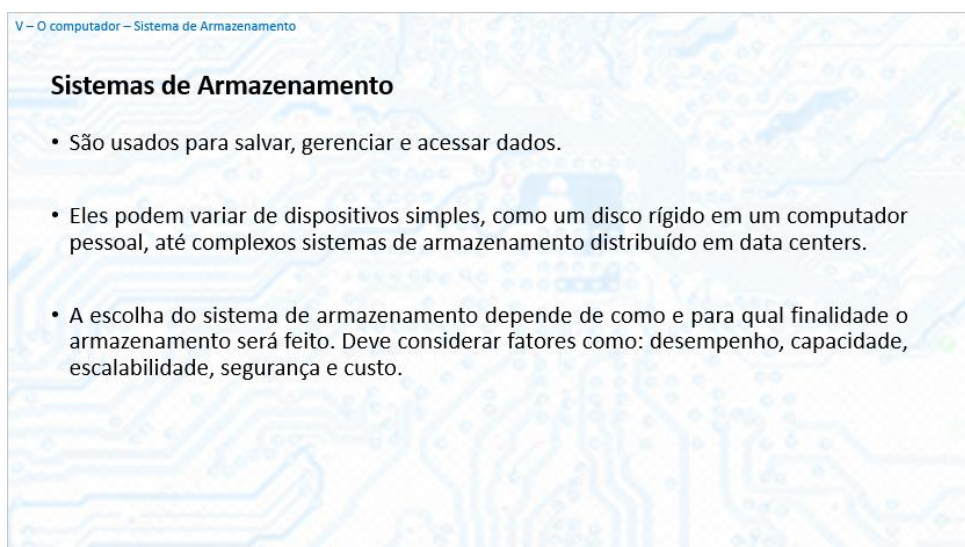 V – O computador – Sistema de Armazenamento
Sistemas de Armazenamento
• São usados para salvar, gerenciar e acessar dados.
• Eles podem variar de dispositivos simples, como um disco rígido em um computador
pessoal, até complexos sistemas de armazenamento distribuído em data centers.
• A escolha do sistema de armazenamento depende de como e para qual finalidade o
armazenamento será feito. Deve considerar fatores como: desempenho, capacidade,
escalabilidade, segurança e custo.